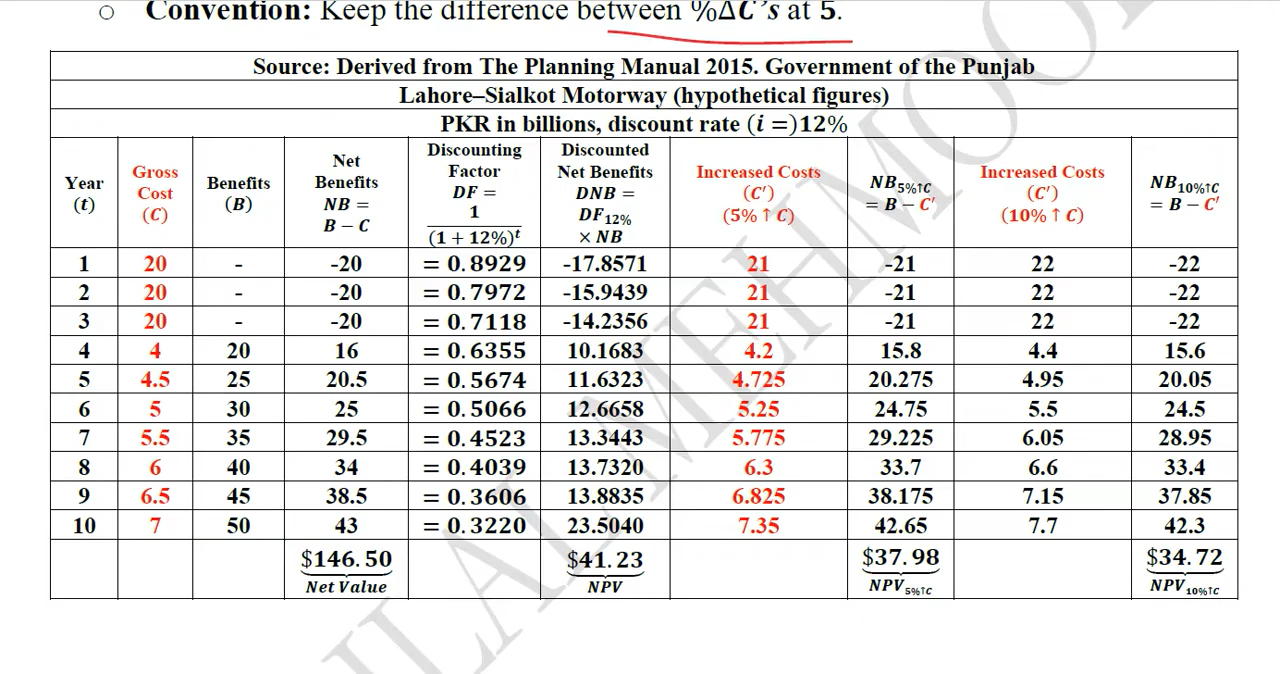 ○ Convention: Keep the difference between %ΔC's at 5.
Source: Derived from The Planning Manual 2015. Government of the Punjab
Lahore–Sialkot Motorway (hypothetical figures)
PKR in billions, discount rate (i =)12%
Year (t) | Gross Cost (C) | Benefits (B) | Net Benefits NB = B − C | Discounting Factor DF = 1 / (1 + 12%)^t | Discounted Net Benefits DNB = DF12% × NB | Increased Costs (C') (5% ↑ C) | NB5%↑C = B − C' | Increased Costs (C') (10% ↑ C) | NB10%↑C = B − C'
1 | 20 | - | -20 | = 0.8929 | -17.8571 | 21 | -21 | 22 | -22
2 | 20 | - | -20 | = 0.7972 | -15.9439 | 21 | -21 | 22 | -22
3 | 20 | - | -20 | = 0.7118 | -14.2356 | 21 | -21 | 22 | -22
4 | 4 | 20 | 16 | = 0.6355 | 10.1683 | 4.2 | 15.8 | 4.4 | 15.6
5 | 4.5 | 25 | 20.5 | = 0.5674 | 11.6323 | 4.725 | 20.275 | 4.95 | 20.05
6 | 5 | 30 | 25 | = 0.5066 | 12.6658 | 5.25 | 24.75 | 5.5 | 24.5
7 | 5.5 | 35 | 29.5 | = 0.4523 | 13.3443 | 5.775 | 29.225 | 6.05 | 28.95
8 | 6 | 40 | 34 | = 0.4039 | 13.7320 | 6.3 | 33.7 | 6.6 | 33.4
9 | 6.5 | 45 | 38.5 | = 0.3606 | 13.8835 | 6.825 | 38.175 | 7.15 | 37.85
10 | 7 | 50 | 43 | = 0.3220 | 23.5040 | 7.35 | 42.65 | 7.7 | 42.3
$146.50 | $41.23 | $37.98 | $34.72
Net Value | NPV | NPV5%↑C | NPV10%↑C